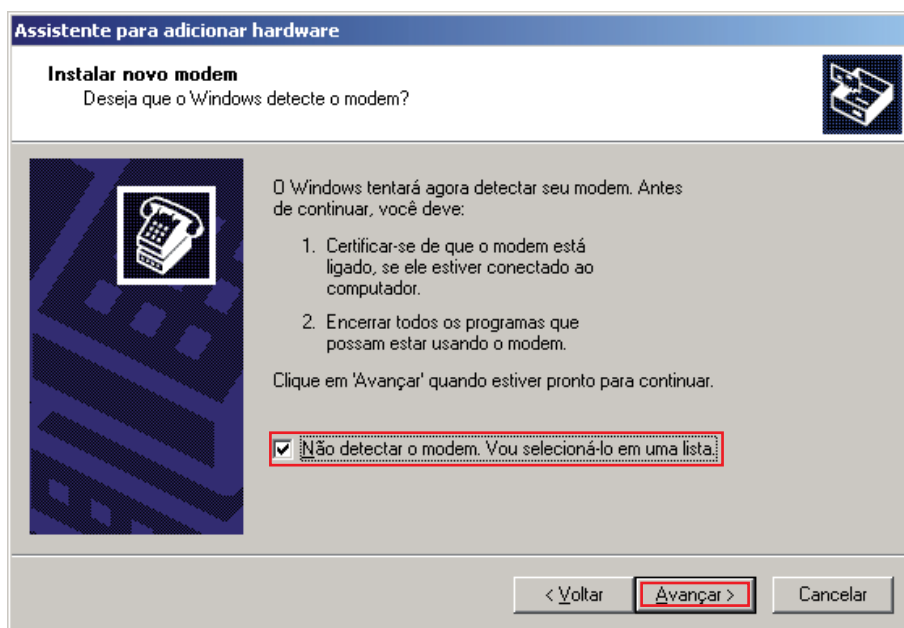 Assistente para adicionar hardware
Instalar novo modem
Deseja que o Windows detecte o modem?
O Windows tentará agora detectar seu modem. Antes
de continuar, você deve:
1. Certificar-se de que o modem está
ligado, se ele estiver conectado ao
computador.
2. Encerrar todos os programas que
possam estar usando o modem.
Clique em 'Avançar' quando estiver pronto para continuar.
Não detectar o modem. Vou selecioná-lo em uma lista.
< Voltar
Avançar >
Cancelar